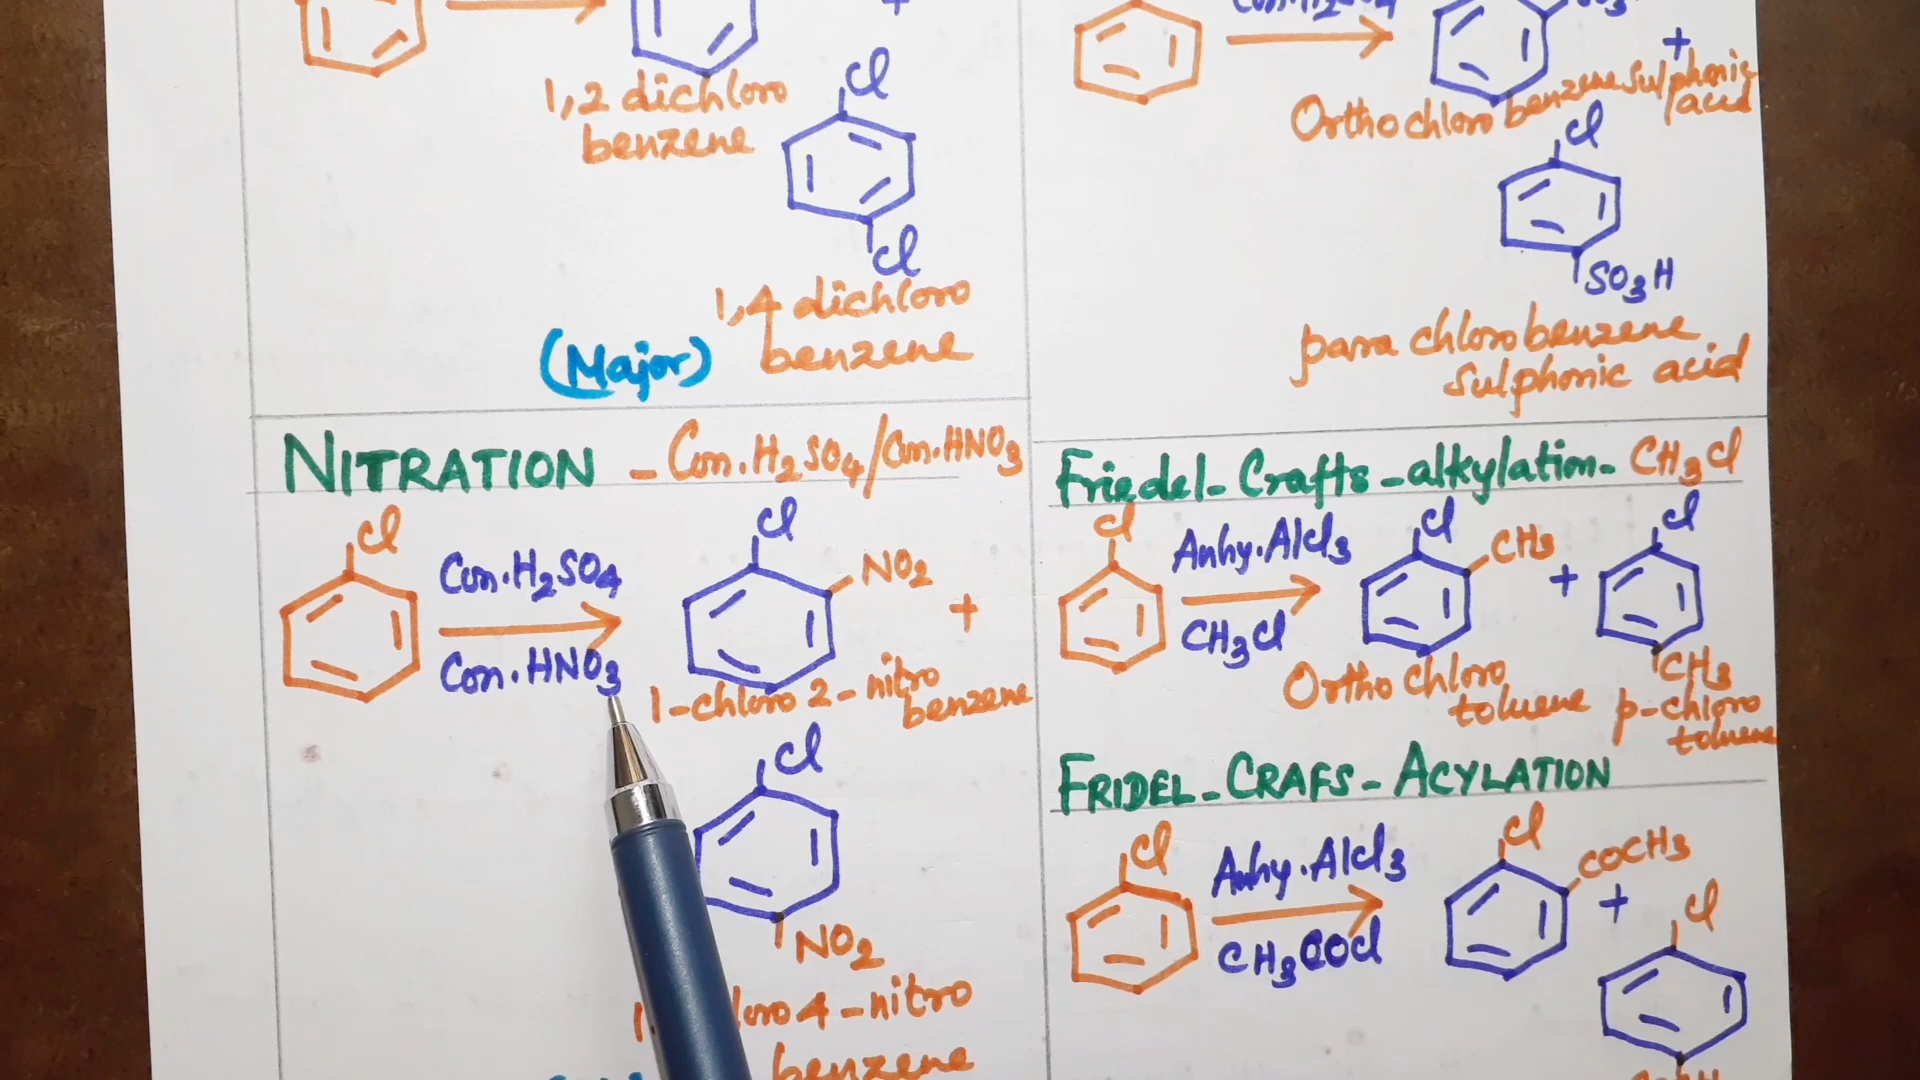 +
1,2 dichloro
benzene
Cl
Cl
1,4 dichloro
benzene
(Major)
+
Ortho chloro benzene sulphonic
acid
Cl
SO3H
para chloro benzene
sulphonic acid
NITRATION - Con.H2SO4/Con.HNO3
Cl
Con.H2SO4
Con.HNO3
Cl
NO2
+
1-chloro 2-nitro
benzene
Cl
NO2
4-nitro
benzene
Friedel-Crafts-alkylation- CH3Cl
Cl
Anhy.AlCl3
CH3Cl
Cl
CH3
+
Cl
CH3
Ortho chloro
toluene
p-chloro
toluene
FRIDEL-CRAFS-ACYLATION
Cl
Anhy.AlCl3
CH3COCl
Cl
COCH3
+
Cl